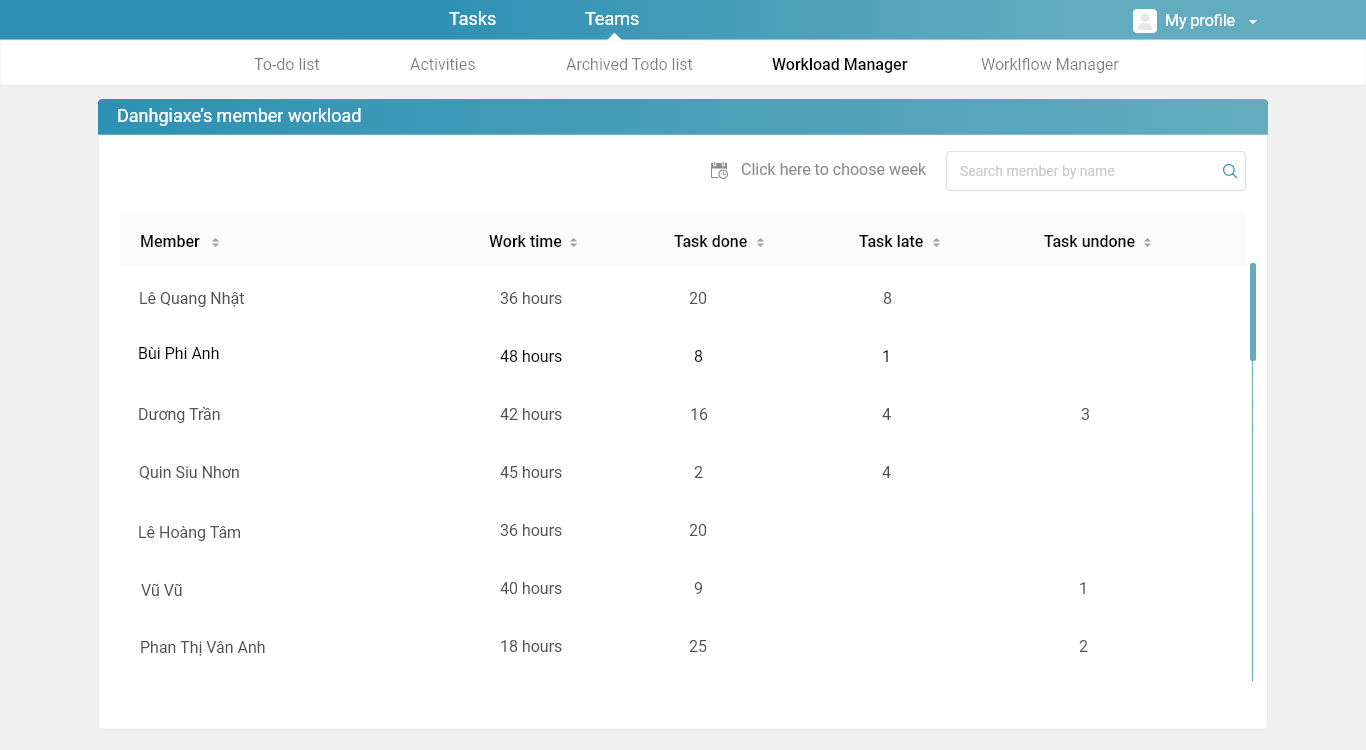 Tasks Teams My profile
To-do list Activities Archived Todo list Workload Manager Worklflow Manager
Danhgiaxe’s member workload
Click here to choose week Search member by name
Member Work time Task done Task late Task undone
Lê Quang Nhật 36 hours 20 8
Bùi Phi Anh 48 hours 8 1
Dương Trần 42 hours 16 4 3
Quin Siu Nhơn 45 hours 2 4
Lê Hoàng Tâm 36 hours 20
Vũ Vũ 40 hours 9 1
Phan Thị Vân Anh 18 hours 25 2